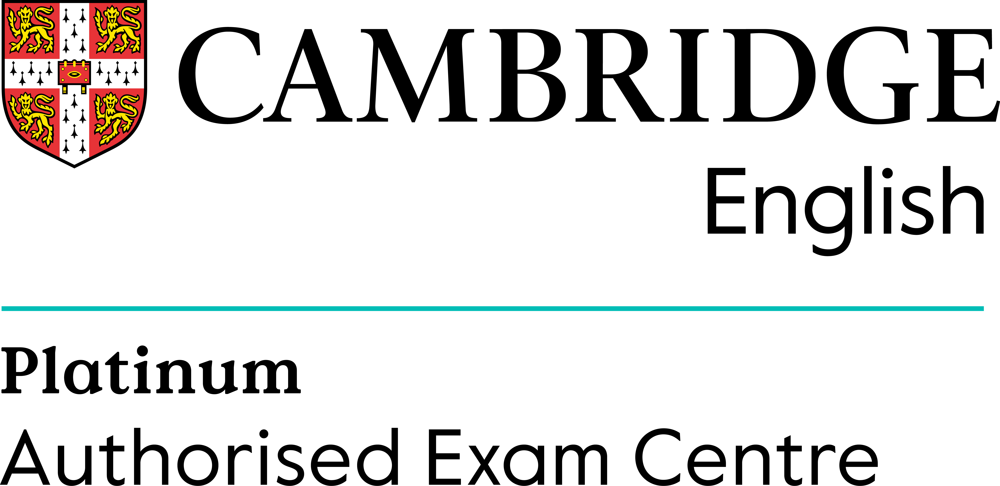 CAMBRIDGE
English
Platinum
Authorised Exam Centre